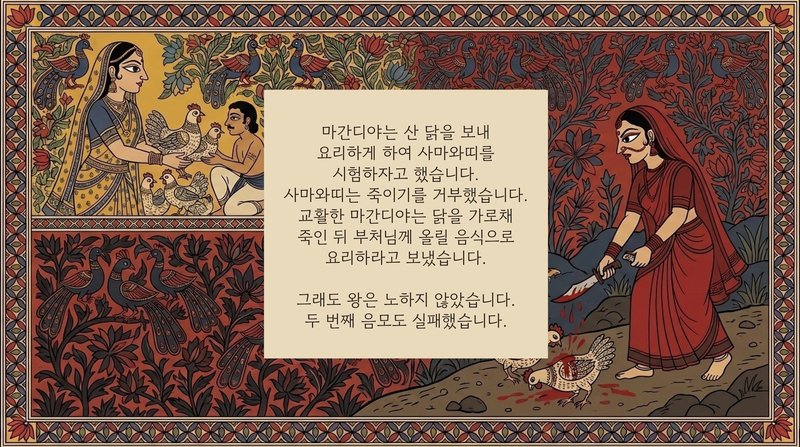 마간디야는 산 닭을 보내
요리하게 하여 사마와띠를
시험하자고 했습니다.
사마와띠는 죽이기를 거부했습니다.
교활한 마간디야는 닭을 가로채
죽인 뒤 부처님께 올릴 음식으로
요리하라고 보냈습니다.
그래도 왕은 노하지 않았습니다.
두 번째 음모도 실패했습니다.